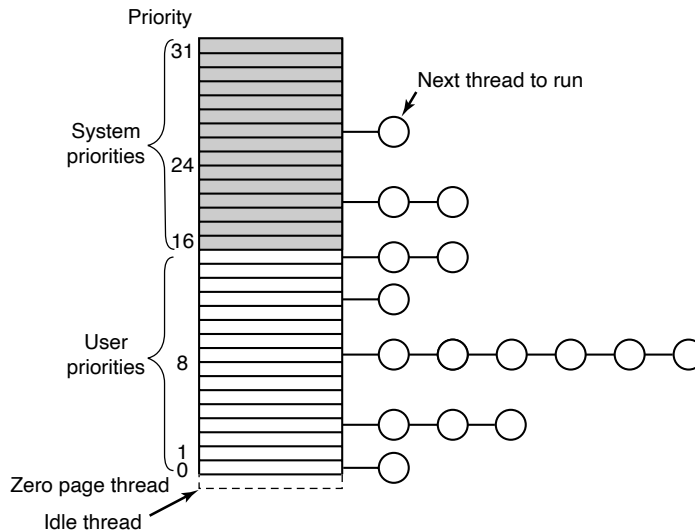 Priority
31
Next thread to run
System
priorities
24
16
User
priorities
8
1
0
Zero page thread
Idle thread